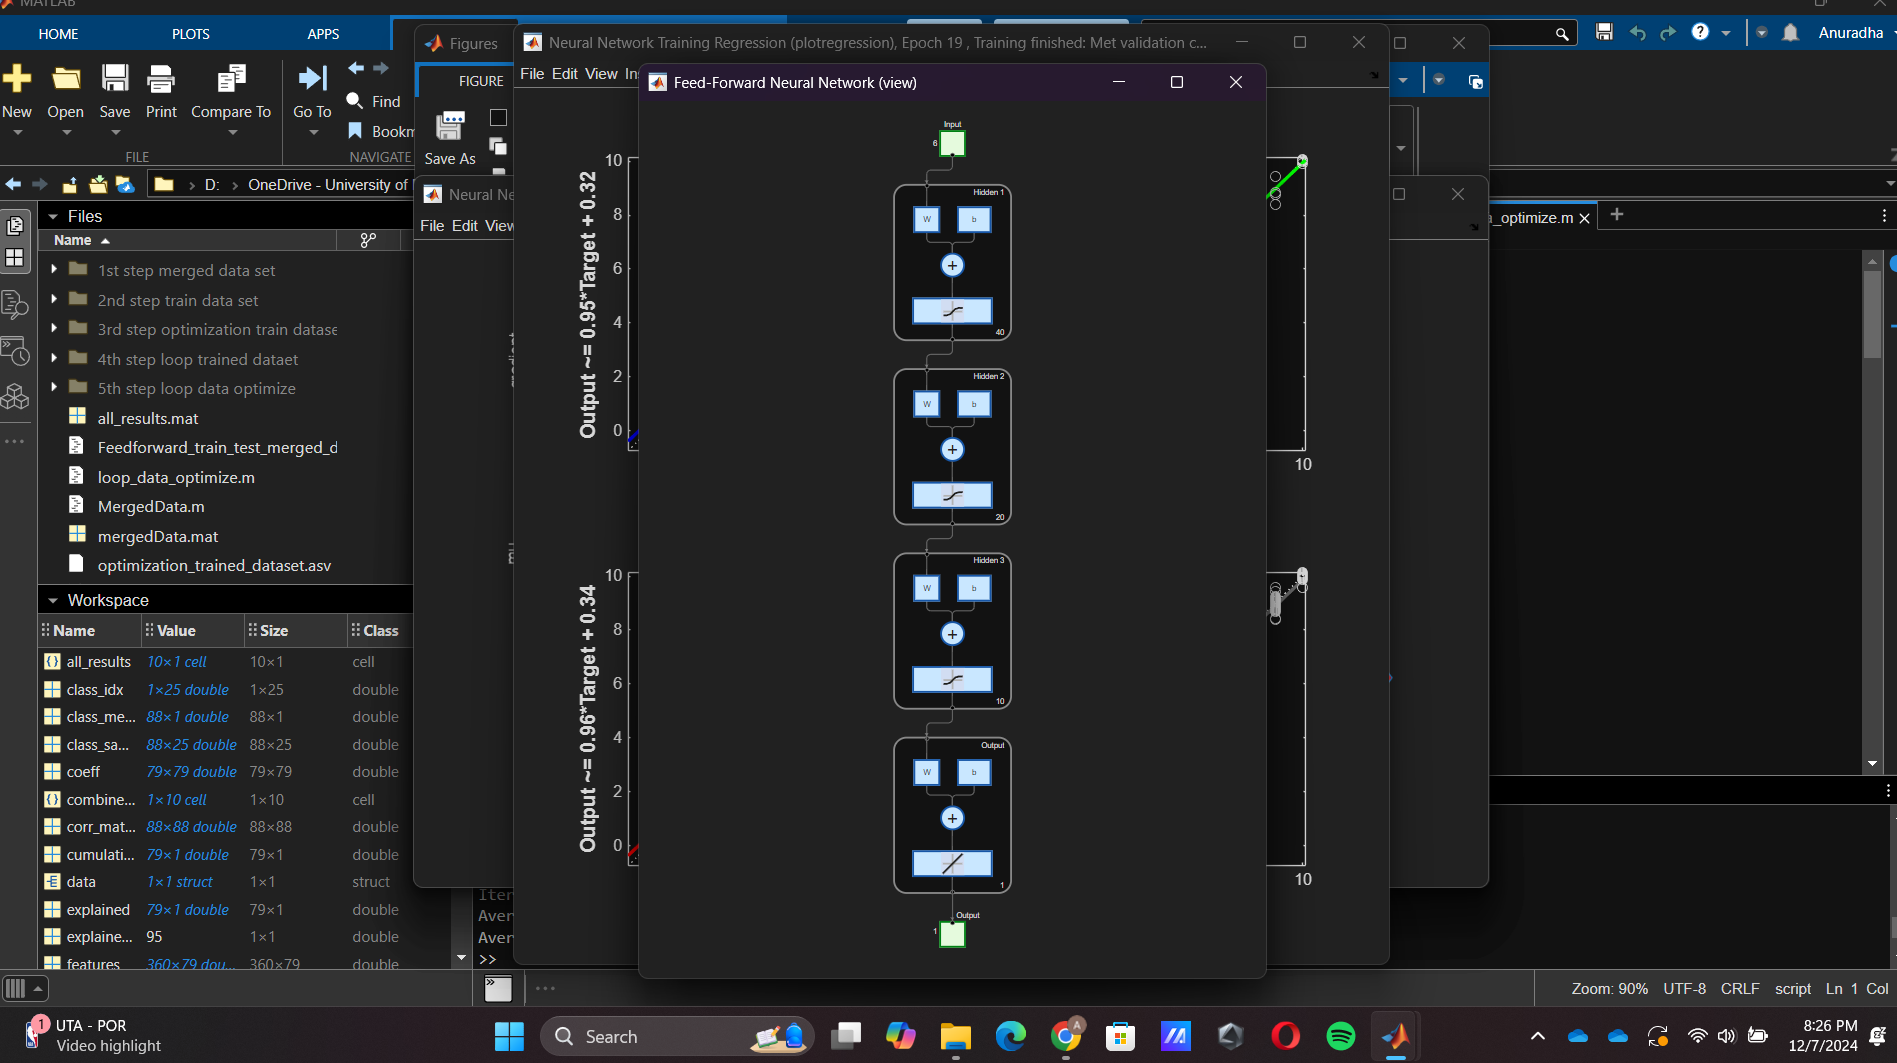 MATLAB
HOME
PLOTS
APPS
Anuradha
New
Open
Save
Print
Compare To
Go To
Find
FILE
NAVIGATE
D: › OneDrive - University of
Files
Name
1st step merged data set
2nd step train data set
3rd step optimization train datase
4th step loop trained dataet
5th step loop data optimize
all_results.mat
Feedforward_train_test_merged_d
loop_data_optimize.m
MergedData.m
mergedData.mat
optimization_trained_dataset.asv
Workspace
Name Value Size Class
all_results 10×1 cell 10×1 cell
class_idx 1×25 double 1×25 double
class_me... 88×1 double 88×1 double
class_sa... 88×25 double 88×25 double
coeff 79×79 double 79×79 double
combine... 1×10 cell 1×10 cell
corr_mat... 88×88 double 88×88 double
cumulati... 79×1 double 79×1 double
data 1×1 struct 1×1 struct
explained 79×1 double 79×1 double
explaine... 95 1×1 double
features 360×79 dou... 360×79 double
Figures
FIGURE
Save As
File Edit View
Neural Network Training Regression (plotregression), Epoch 19 , Training finished: Met validation c...
File Edit View
Output ~= 0.95*Target + 0.32
10
8
6
4
2
0
10
Output ~= 0.96*Target + 0.34
10
8
6
4
2
0
10
Feed-Forward Neural Network (view)
Input
6
Hidden 1
W b
+
40
Hidden 2
W b
+
20
Hidden 3
W b
+
10
Output
W b
+
1
Output
1
_optimize.m
>>
Zoom: 90% UTF-8 CRLF script Ln 1 Col
1
UTA - POR
Video highlight
Search
A
8:26 PM
12/7/2024